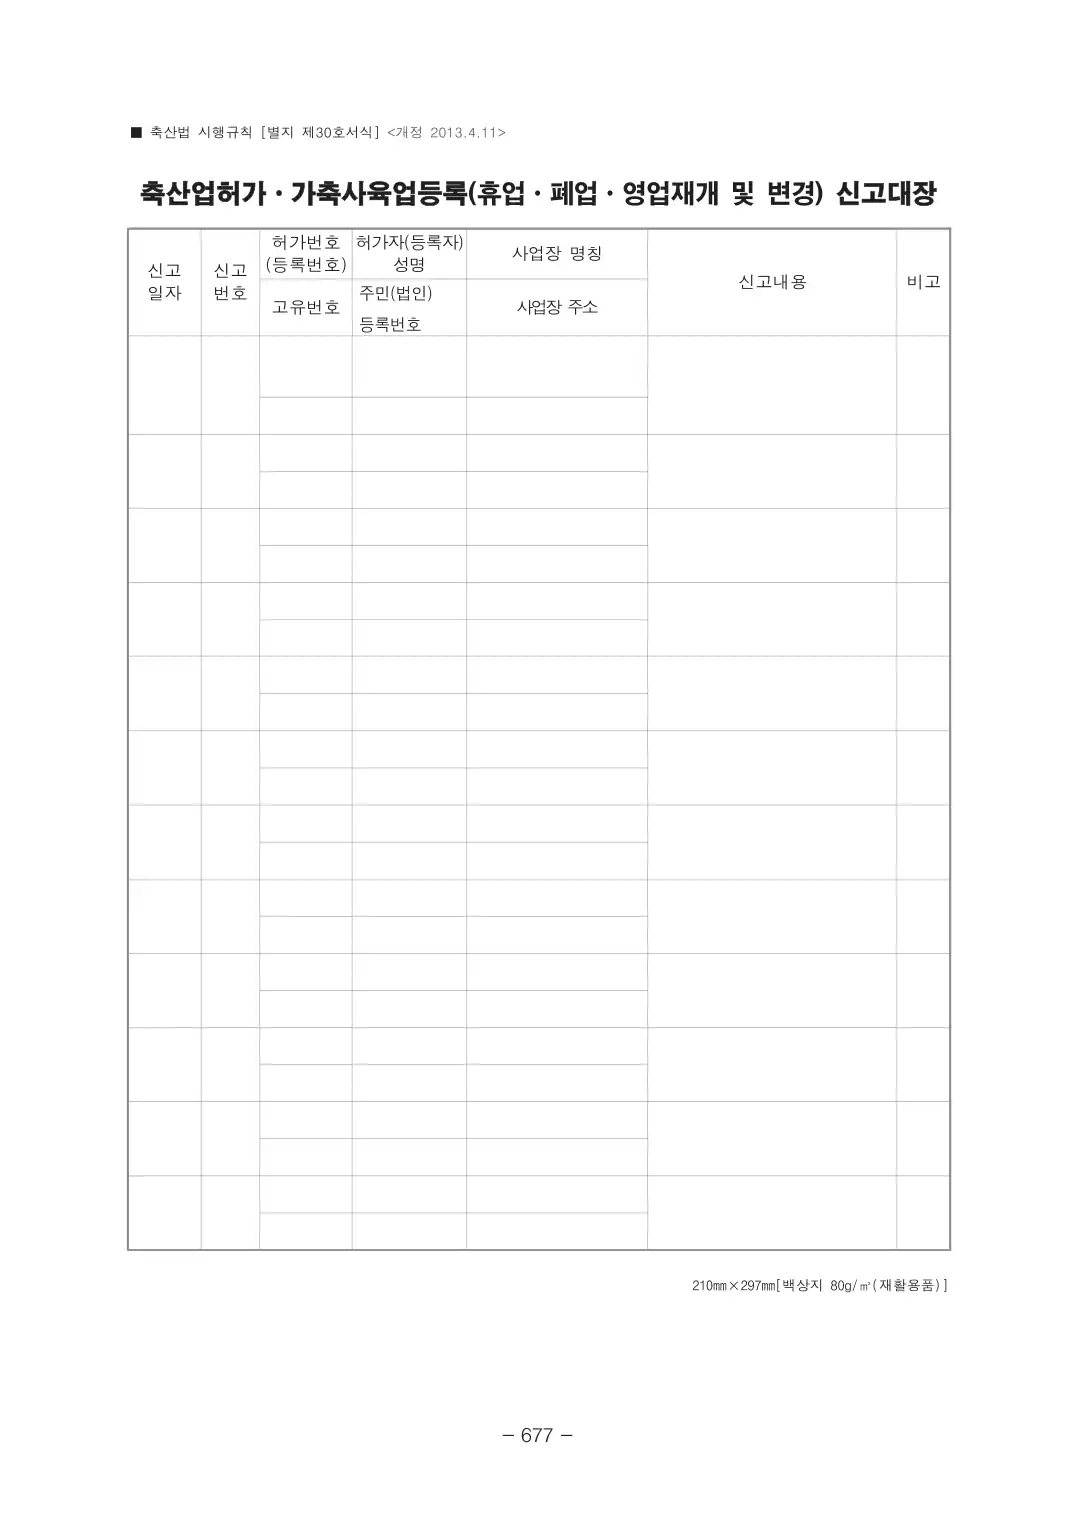 ■ 축산법 시행규칙 [별지 제30호서식] <개정 2013.4.11>
축산업허가 · 가축사육업등록(휴업 · 폐업 · 영업재개 및 변경) 신고대장
신고
일자
신고
번호
허가번호
(등록번호)
허가자(등록자)
성명
사업장 명칭
신고내용
비고
고유번호
주민(법인)
등록번호
사업장 주소
210㎜×297㎜[백상지 80g/㎡(재활용품)]
- 677 -